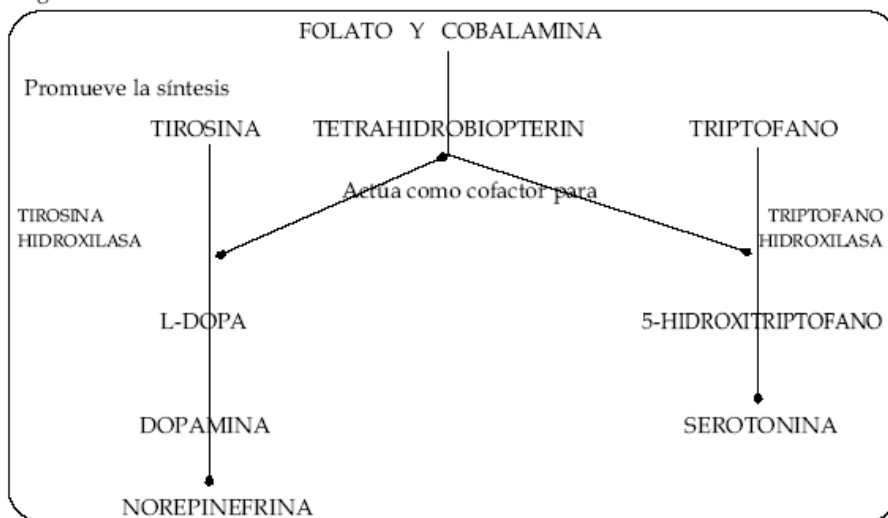 FOLATO Y COBALAMINA
Promueve la síntesis
TIROSINA TETRAHIDROBIOPTERIN TRIPTOFANO
Actúa como cofactor para
TIROSINA HIDROXILASA
TRIPTOFANO HIDROXILASA
L-DOPA 5-HIDROXITRIPTOFANO
DOPAMINA SEROTONINA
NOREPINEFRINA